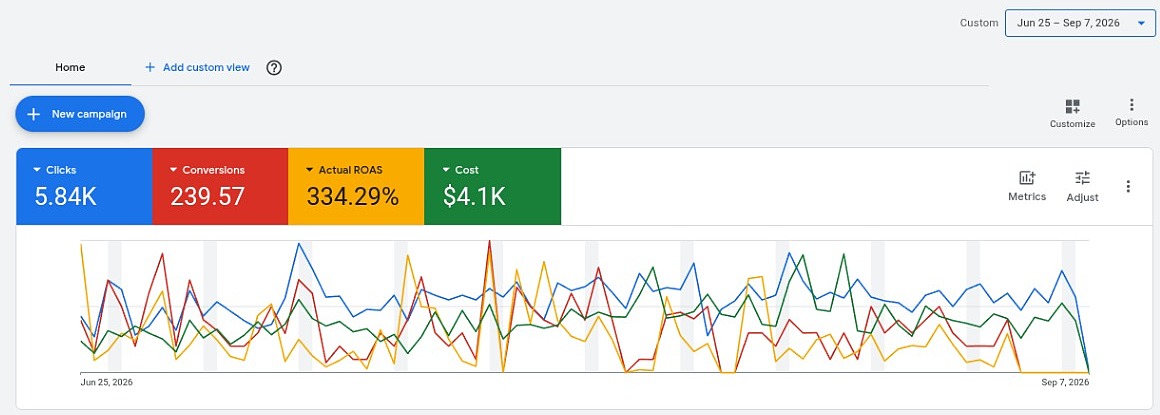 Custom Jun 25 – Sep 7, 2026
Home Add custom view
New campaign
Customize Options
Clicks Conversions Actual ROAS Cost
5.84K 239.57 334.29% $4.1K
Metrics Adjust
Jun 25, 2026 Sep 7, 2026